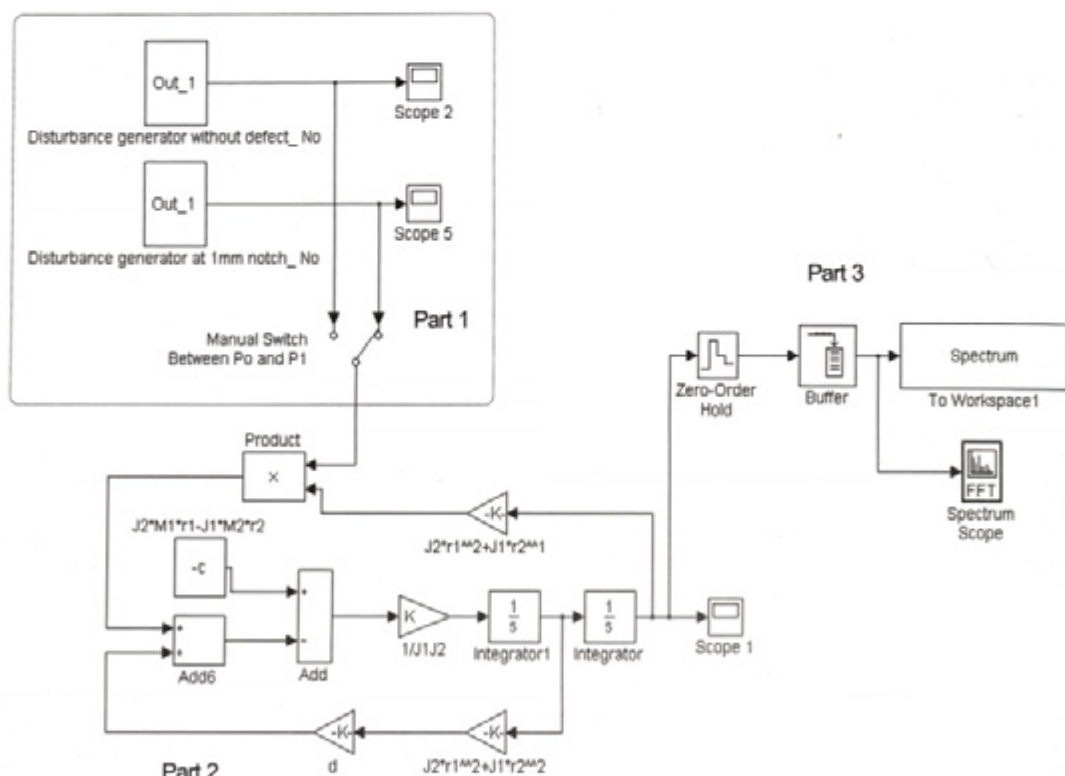 Out_1
Scope 2
Disturbance generator without defect_ No
Out_1
Scope 5
Disturbance generator at 1mm notch_ No
Part 1
Manual Switch
Between Po and P1
Part 3
Zero-Order
Hold
Buffer
Spectrum
To Workspace1
FFT
Spectrum
Scope
Product
×
-K-
J2*r1^^2+J1*r2^^1
J2*M1*r1-J1*M2*r2
-C
+
+
Add6
+
-
Add
K
1/J1J2
1
s
Integrator1
1
s
Integrator
Scope 1
-K-
d
-K-
J2*r1^^2+J1*r2^^2
Part 2